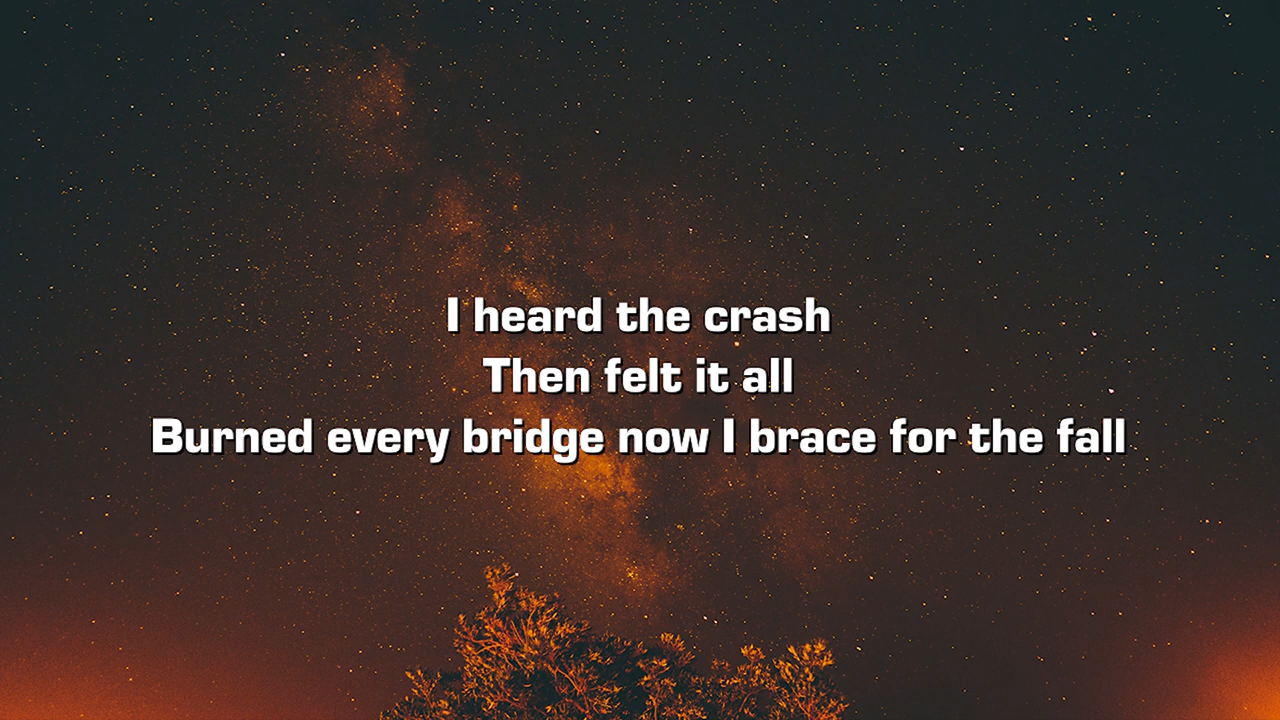 I heard the crash
Then felt it all
Burned every bridge now I brace for the fall